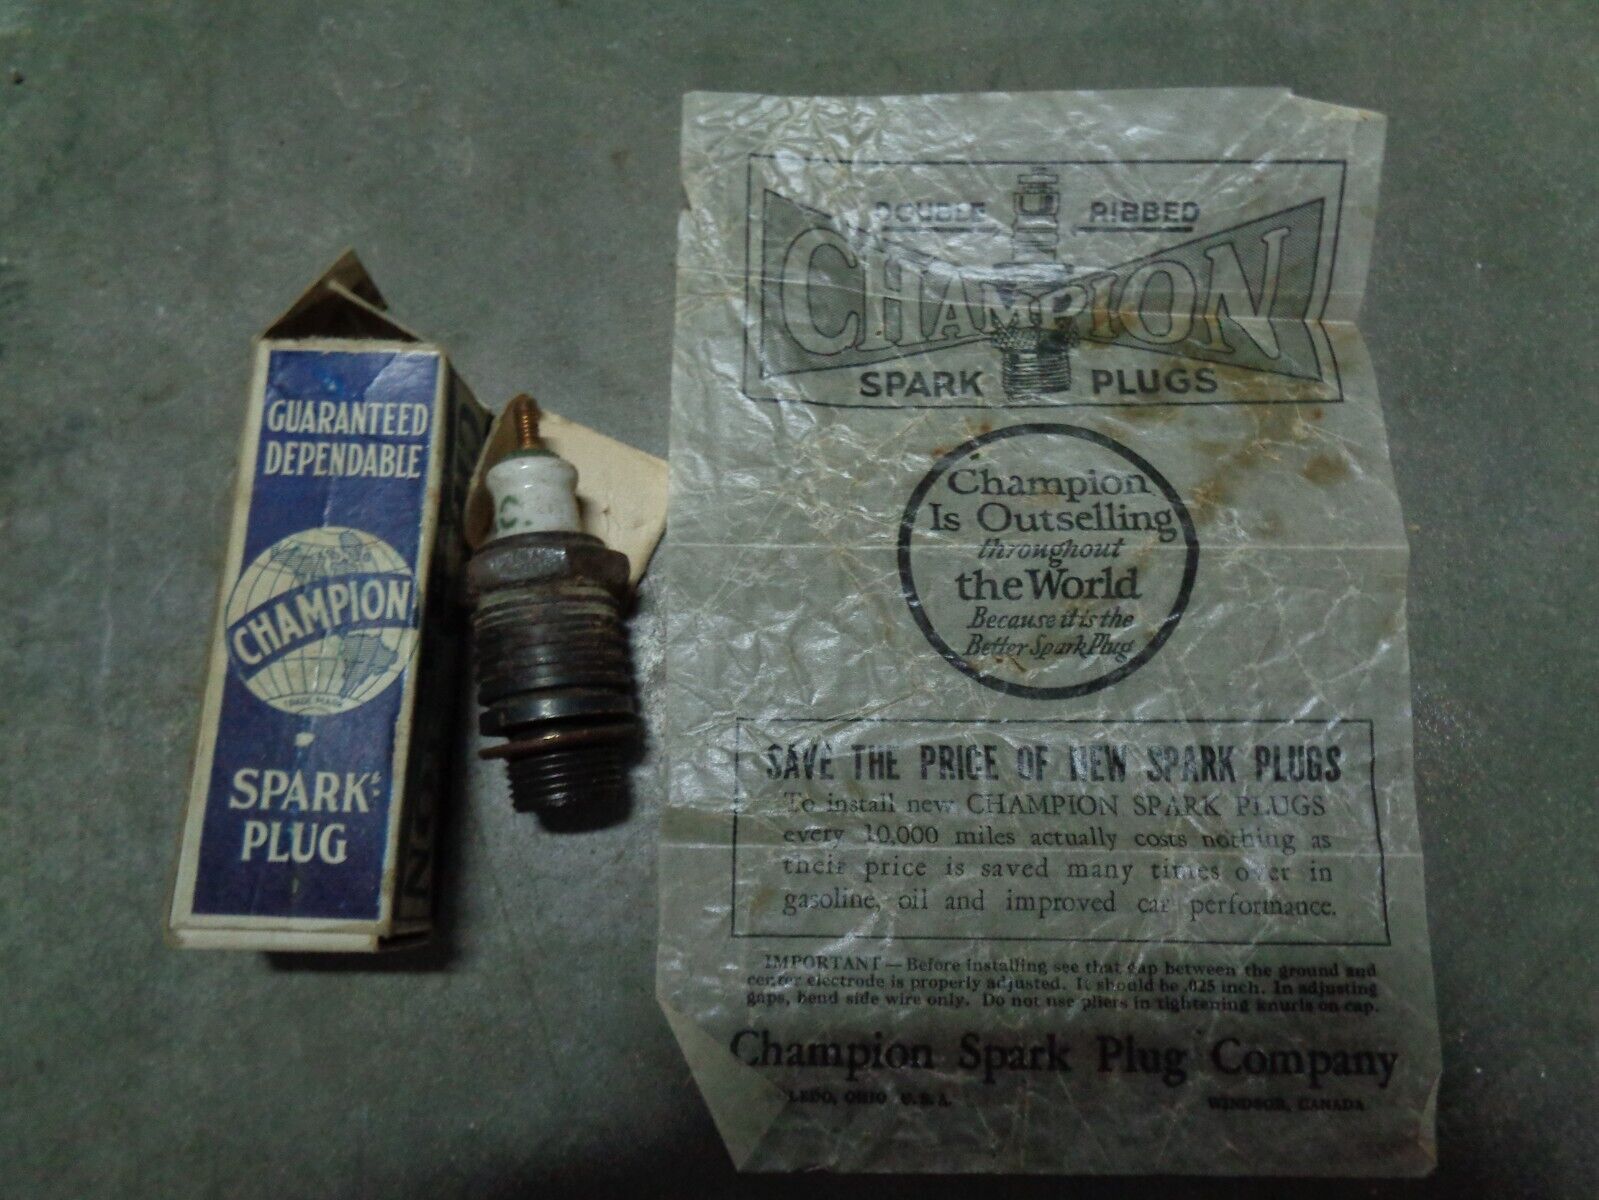 GUARANTEED
DEPENDABLE
CHAMPION
TRADE MARK
SPARK
PLUG
C.
DOUBLE RIBBED
CHAMPION
SPARK PLUGS
Champion
Is Outselling
throughout
the World
Because it is the
Better Spark Plug
SAVE THE PRICE OF NEW SPARK PLUGS
To install new CHAMPION SPARK PLUGS
every 10,000 miles actually costs nothing as
their price is saved many times over in
gasoline, oil and improved car performance.
IMPORTANT — Before installing see that gap between the ground and
center electrode is properly adjusted. It should be .025 inch. In adjusting
gaps, bend side wire only. Do not use pliers in tightening knurls on cap.
Champion Spark Plug Company
LEDO, OHIO U.S.A. WINDSOR, CANADA